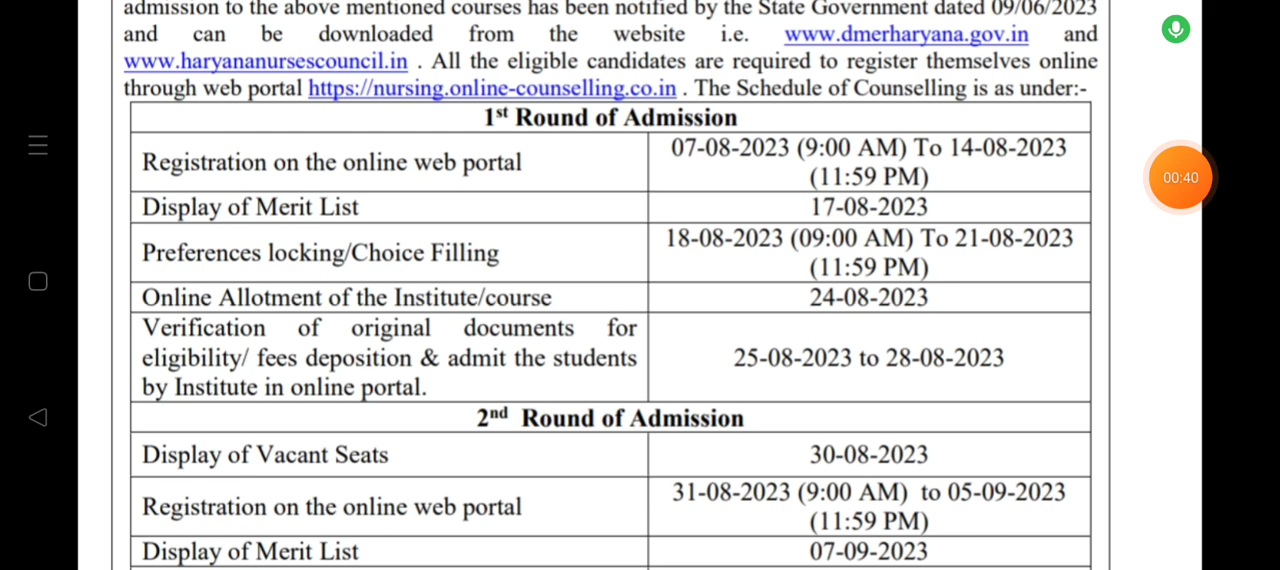 admission to the above mentioned courses has been notified by the State Government dated 09/06/2023
and can be downloaded from the website i.e. www.dmerharyana.gov.in and
www.haryananursescouncil.in . All the eligible candidates are required to register themselves online
through web portal https://nursing.online-counselling.co.in . The Schedule of Counselling is as under:-
1st Round of Admission
Registration on the online web portal
07-08-2023 (9:00 AM) To 14-08-2023
(11:59 PM)
Display of Merit List
17-08-2023
Preferences locking/Choice Filling
18-08-2023 (09:00 AM) To 21-08-2023
(11:59 PM)
Online Allotment of the Institute/course
24-08-2023
Verification of original documents for
eligibility/ fees deposition & admit the students
by Institute in online portal.
25-08-2023 to 28-08-2023
2nd Round of Admission
Display of Vacant Seats
30-08-2023
Registration on the online web portal
31-08-2023 (9:00 AM) to 05-09-2023
(11:59 PM)
Display of Merit List
07-09-2023
00:40